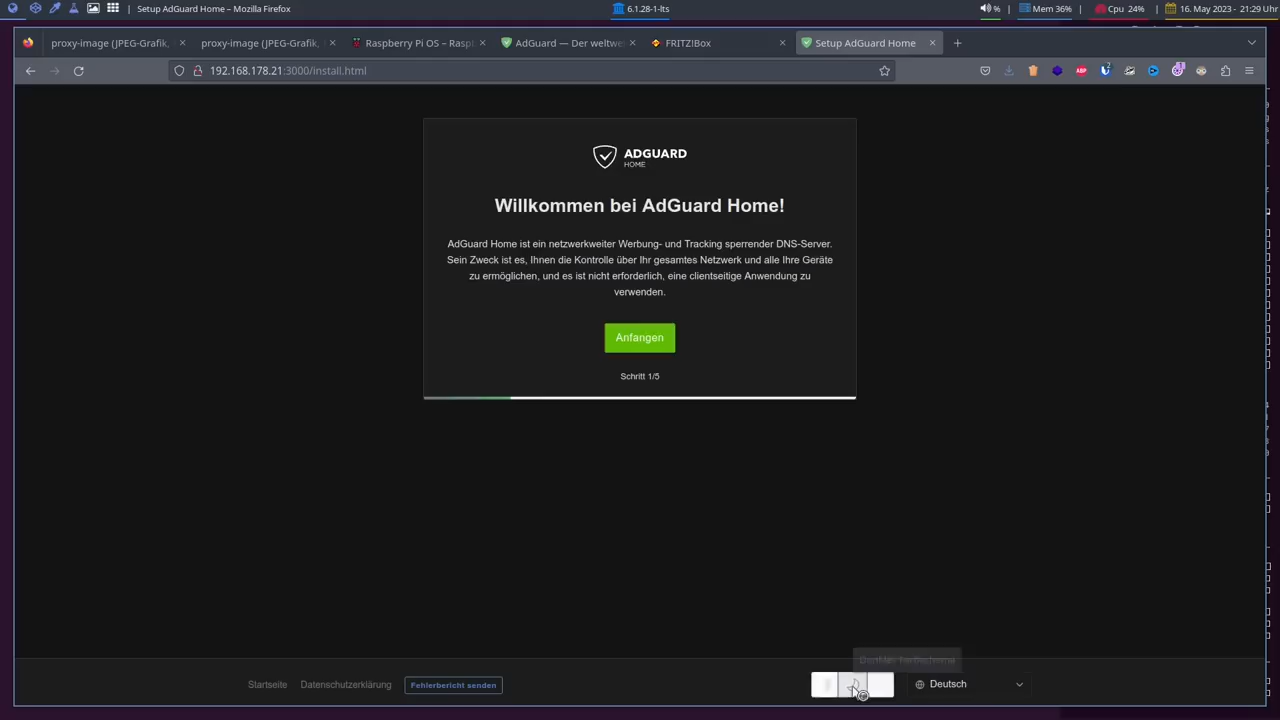 Setup AdGuard Home – Mozilla Firefox
6.1.28-1-lts
%
Mem 36%
Cpu 24%
16. May 2023 - 21:29 Uhr
proxy-image (JPEG-Grafik,
proxy-image (JPEG-Grafik,
Raspberry Pi OS – Rasp
AdGuard — Der weltwe
FRITZ!Box
Setup AdGuard Home
192.168.178.21:3000/install.html
ABP
ADGUARD
HOME
Willkommen bei AdGuard Home!
AdGuard Home ist ein netzwerkweiter Werbung- und Tracking sperrender DNS-Server.
Sein Zweck ist es, Ihnen die Kontrolle über Ihr gesamtes Netzwerk und alle Ihre Geräte
zu ermöglichen, und es ist nicht erforderlich, eine clientseitige Anwendung zu
verwenden.
Anfangen
Schritt 1/5
Startseite
Datenschutzerklärung
Fehlerbericht senden
Deutsch